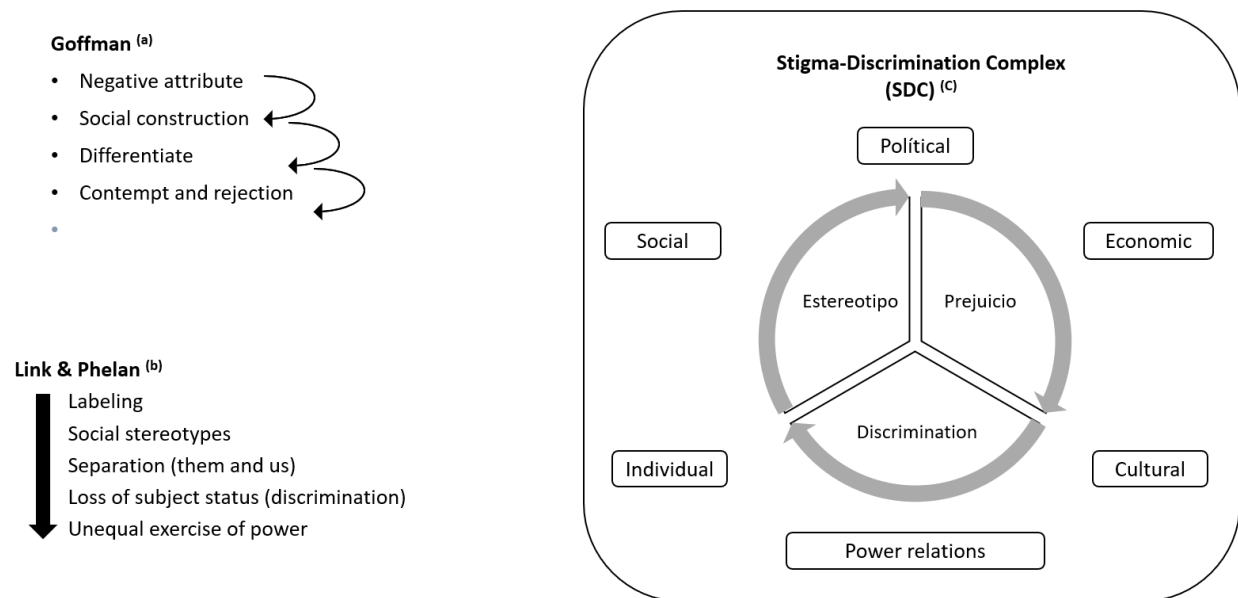 Goffman (a)
• Negative attribute
• Social construction
• Differentiate
• Contempt and rejection
•
Link & Phelan (b)
Labeling
Social stereotypes
Separation (them and us)
Loss of subject status (discrimination)
Unequal exercise of power
Stigma-Discrimination Complex
(SDC) (C)
Polítical
Social
Economic
Estereotipo
Prejuicio
Discrimination
Individual
Cultural
Power relations